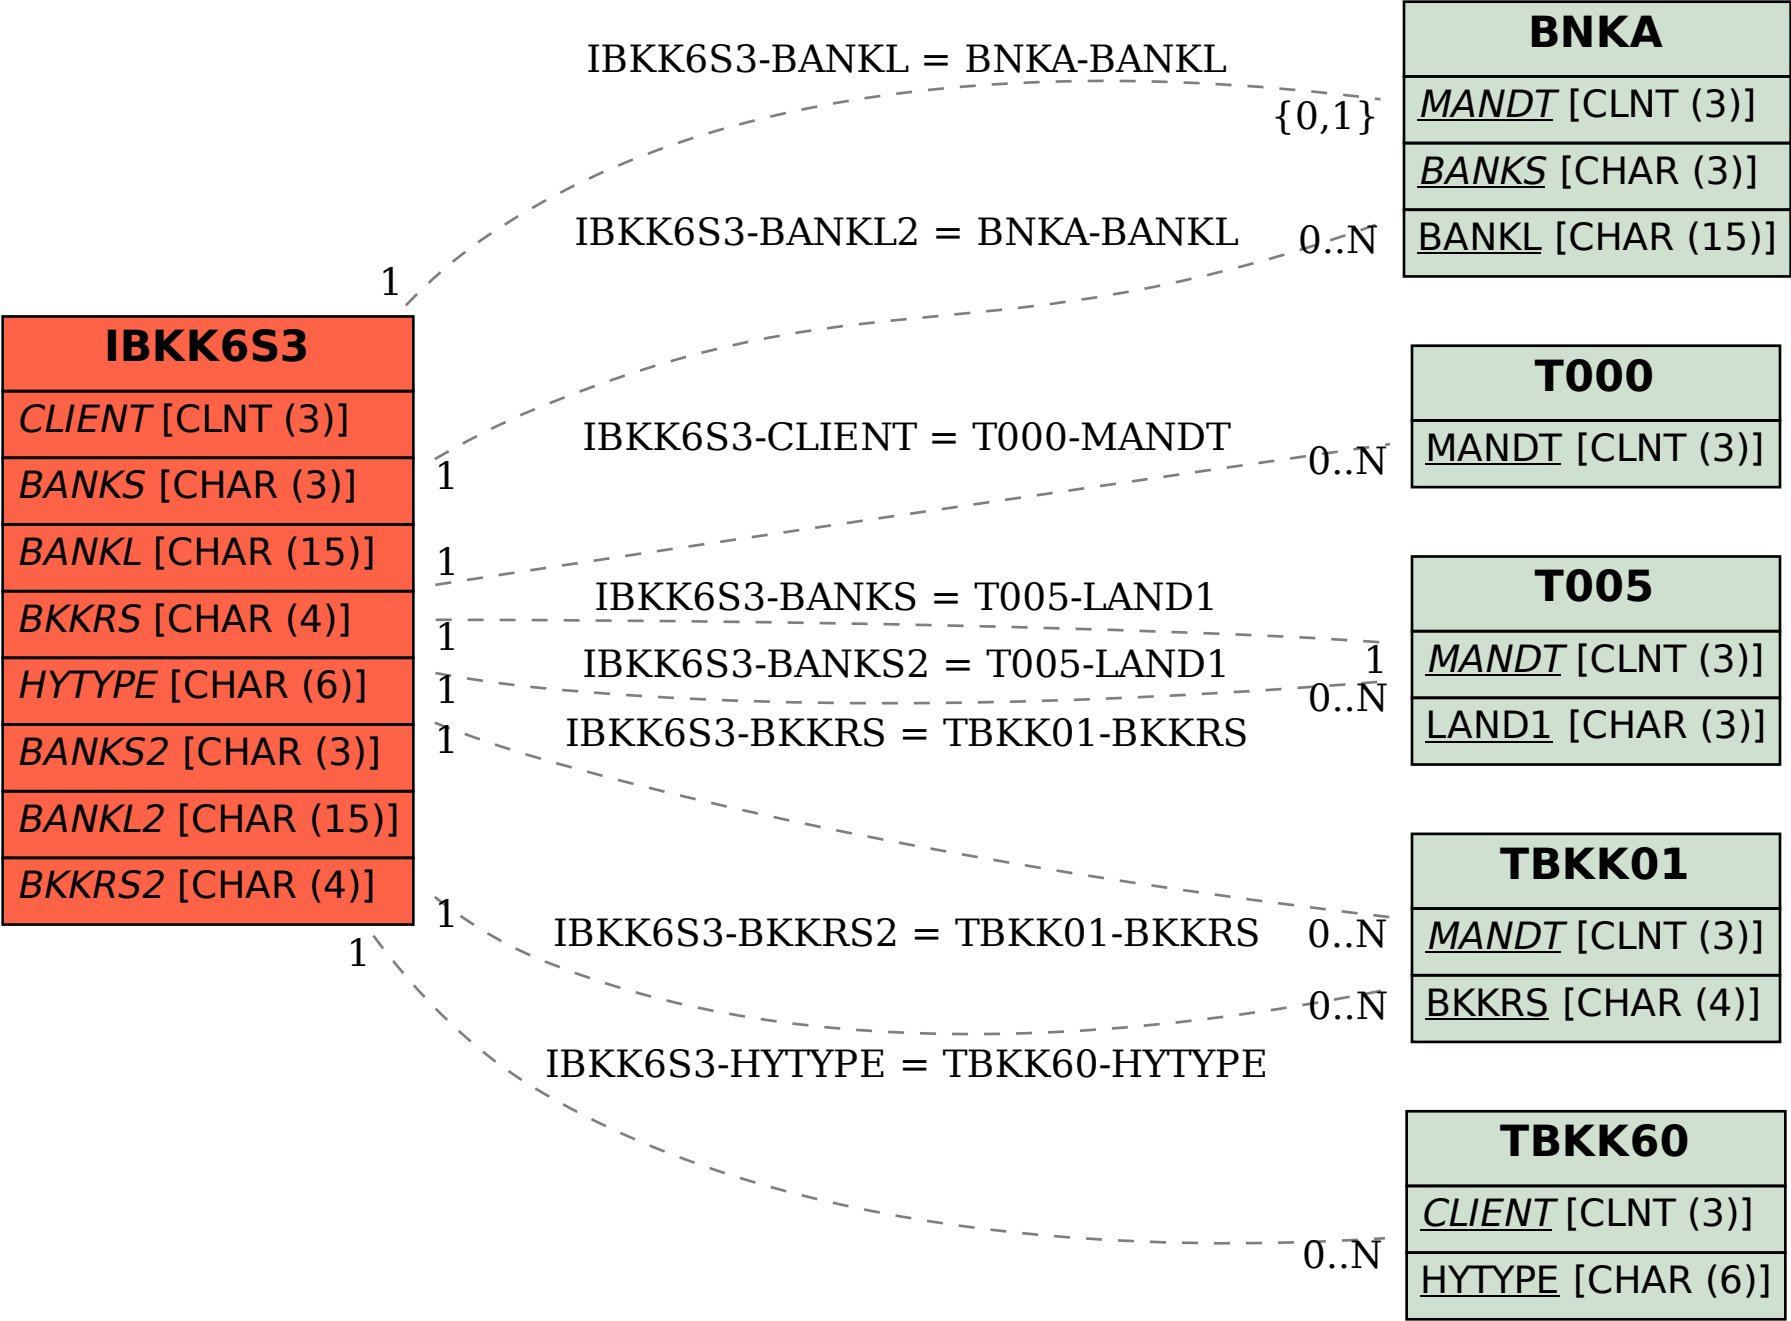 BNKA
MANDT [CLNT (3)]
BANKS [CHAR (3)]
BANKL [CHAR (15)]
IBKK6S3-BANKL = BNKA-BANKL
{0,1}
1
IBKK6S3-BANKL2 = BNKA-BANKL
0..N
1
IBKK6S3
CLIENT [CLNT (3)]
BANKS [CHAR (3)]
BANKL [CHAR (15)]
BKKRS [CHAR (4)]
HYTYPE [CHAR (6)]
BANKS2 [CHAR (3)]
BANKL2 [CHAR (15)]
BKKRS2 [CHAR (4)]
T000
MANDT [CLNT (3)]
IBKK6S3-CLIENT = T000-MANDT
0..N
1
T005
MANDT [CLNT (3)]
LAND1 [CHAR (3)]
IBKK6S3-BANKS = T005-LAND1
1
1
IBKK6S3-BANKS2 = T005-LAND1
1
0..N
IBKK6S3-BKKRS = TBKK01-BKKRS
1
0..N
TBKK01
MANDT [CLNT (3)]
BKKRS [CHAR (4)]
IBKK6S3-BKKRS2 = TBKK01-BKKRS
1
0..N
IBKK6S3-HYTYPE = TBKK60-HYTYPE
1
0..N
TBKK60
CLIENT [CLNT (3)]
HYTYPE [CHAR (6)]